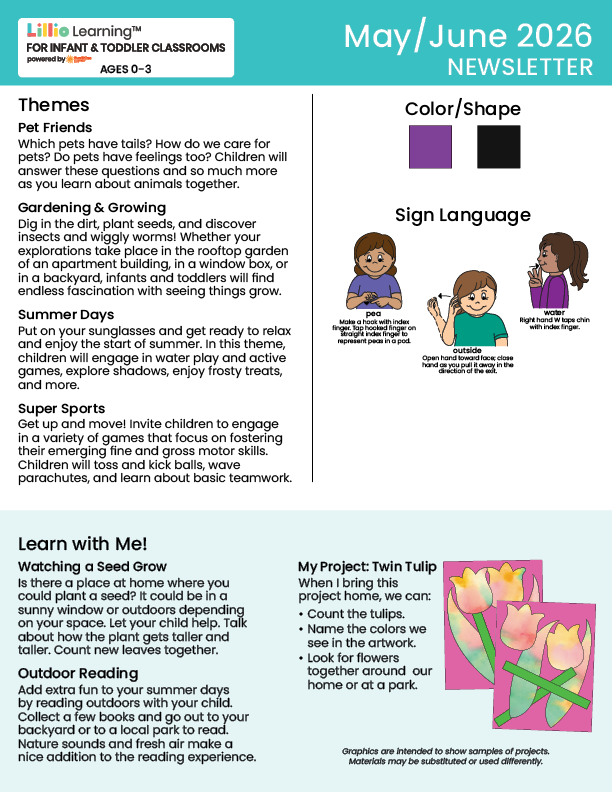 Lillio Learning™
FOR INFANT & TODDLER CLASSROOMS
powered by
AGES 0-3
May/June 2026
NEWSLETTER
Themes
Pet Friends
Which pets have tails? How do we care for
pets? Do pets have feelings too? Children will
answer these questions and so much more
as you learn about animals together.
Gardening & Growing
Dig in the dirt, plant seeds, and discover
insects and wiggly worms! Whether your
explorations take place in the rooftop garden
of an apartment building, in a window box, or
in a backyard, infants and toddlers will find
endless fascination with seeing things grow.
Summer Days
Put on your sunglasses and get ready to relax
and enjoy the start of summer. In this theme,
children will engage in water play and active
games, explore shadows, enjoy frosty treats,
and more.
Super Sports
Get up and move! Invite children to engage
in a variety of games that focus on fostering
their emerging fine and gross motor skills.
Children will toss and kick balls, wave
parachutes, and learn about basic teamwork.
Color/Shape
Sign Language
pea
Make a hook with index
finger. Tap hooked finger on
straight index finger to
represent peas in a pod.
outside
Open hand toward face; close
hand as you pull it away in the
direction of the exit.
water
Right hand W taps chin
with index finger.
Learn with Me!
Watching a Seed Grow
Is there a place at home where you
could plant a seed? It could be in a
sunny window or outdoors depending
on your space. Let your child help. Talk
about how the plant gets taller and
taller. Count new leaves together.
Outdoor Reading
Add extra fun to your summer days
by reading outdoors with your child.
Collect a few books and go out to your
backyard or to a local park to read.
Nature sounds and fresh air make a
nice addition to the reading experience.
My Project: Twin Tulip
When I bring this
project home, we can:
• Count the tulips.
• Name the colors we
see in the artwork.
• Look for flowers
together around our
home or at a park.
Graphics are intended to show samples of projects.
Materials may be substituted or used differently.